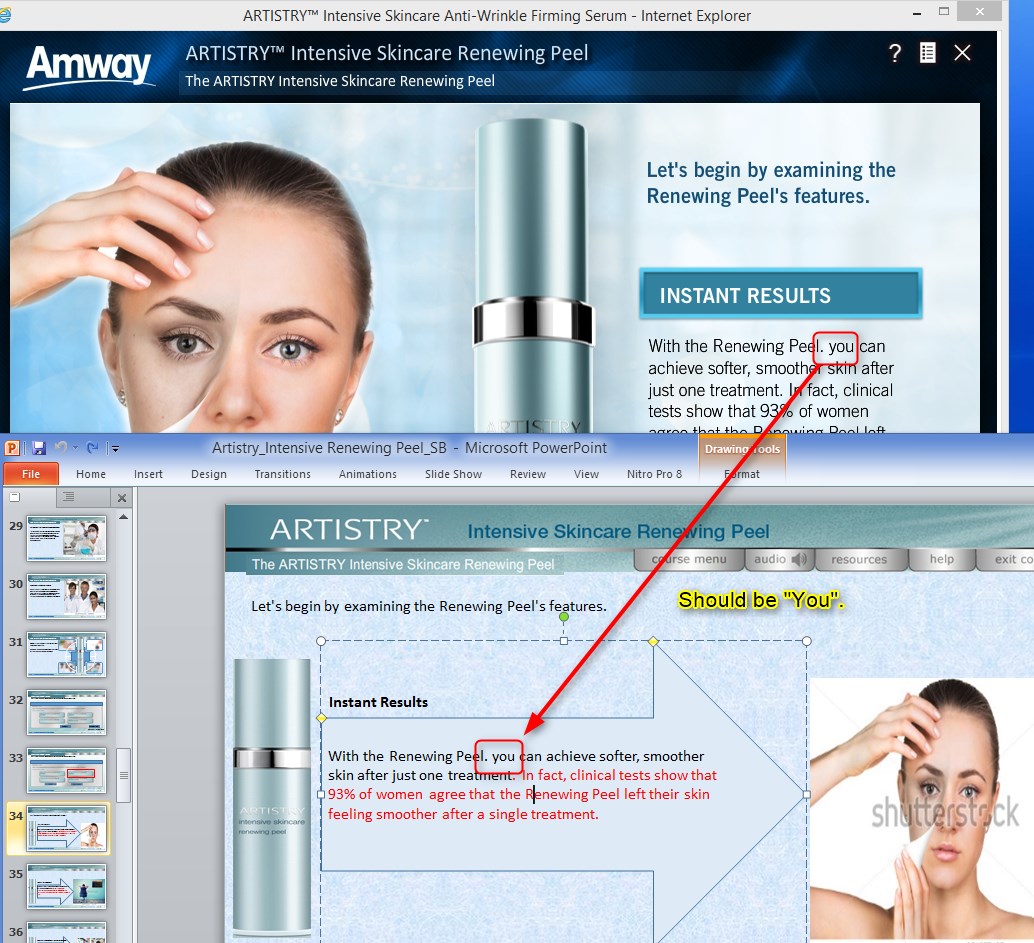 ARTISTRY™ Intensive Skincare Anti-Wrinkle Firming Serum - Internet Explorer
Amway
ARTISTRY™ Intensive Skincare Renewing Peel
The ARTISTRY Intensive Skincare Renewing Peel
Let's begin by examining the
Renewing Peel's features.
INSTANT RESULTS
With the Renewing Peel. you can
achieve softer, smoother skin after
just one treatment. In fact, clinical
tests show that 93% of women
agree that the Renewing Peel left
ARTISTRY
Artistry_Intensive Renewing Peel_SB - Microsoft PowerPoint
Drawing Tools
File Home Insert Design Transitions Animations Slide Show Review View Nitro Pro 8 Format
29
30
31
32
33
34
35
36
ARTISTRY™ Intensive Skincare Renewing Peel
The ARTISTRY Intensive Skincare Renewing Peel
course menu audio resources help exit co
Let's begin by examining the Renewing Peel's features.
Should be "You".
Instant Results
With the Renewing Peel. you can achieve softer, smoother
skin after just one treatment. In fact, clinical tests show that
93% of women agree that the Renewing Peel left their skin
feeling smoother after a single treatment.
ARTISTRY
intensive skincare
renewing peel
shutterstock